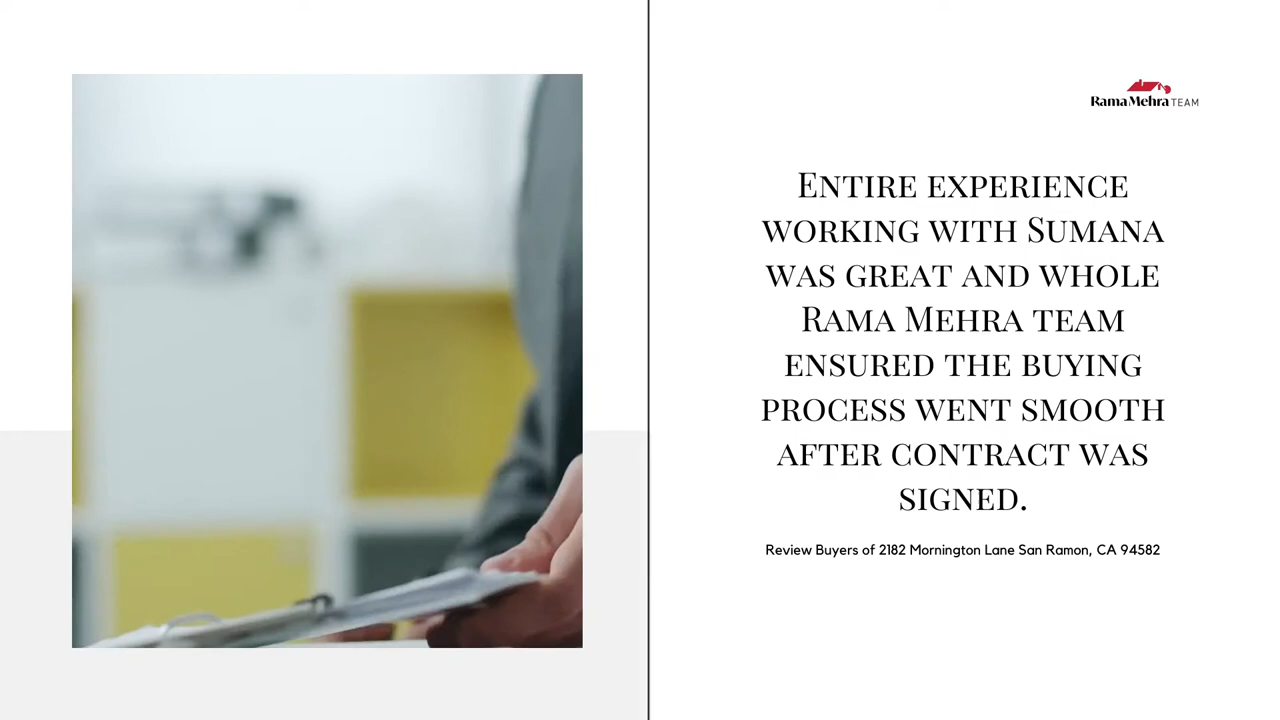 Rama Mehra TEAM
Entire experience
working with Sumana
was great and whole
Rama Mehra team
ensured the buying
process went smooth
after contract was
signed.
Review Buyers of 2182 Mornington Lane San Ramon, CA 94582